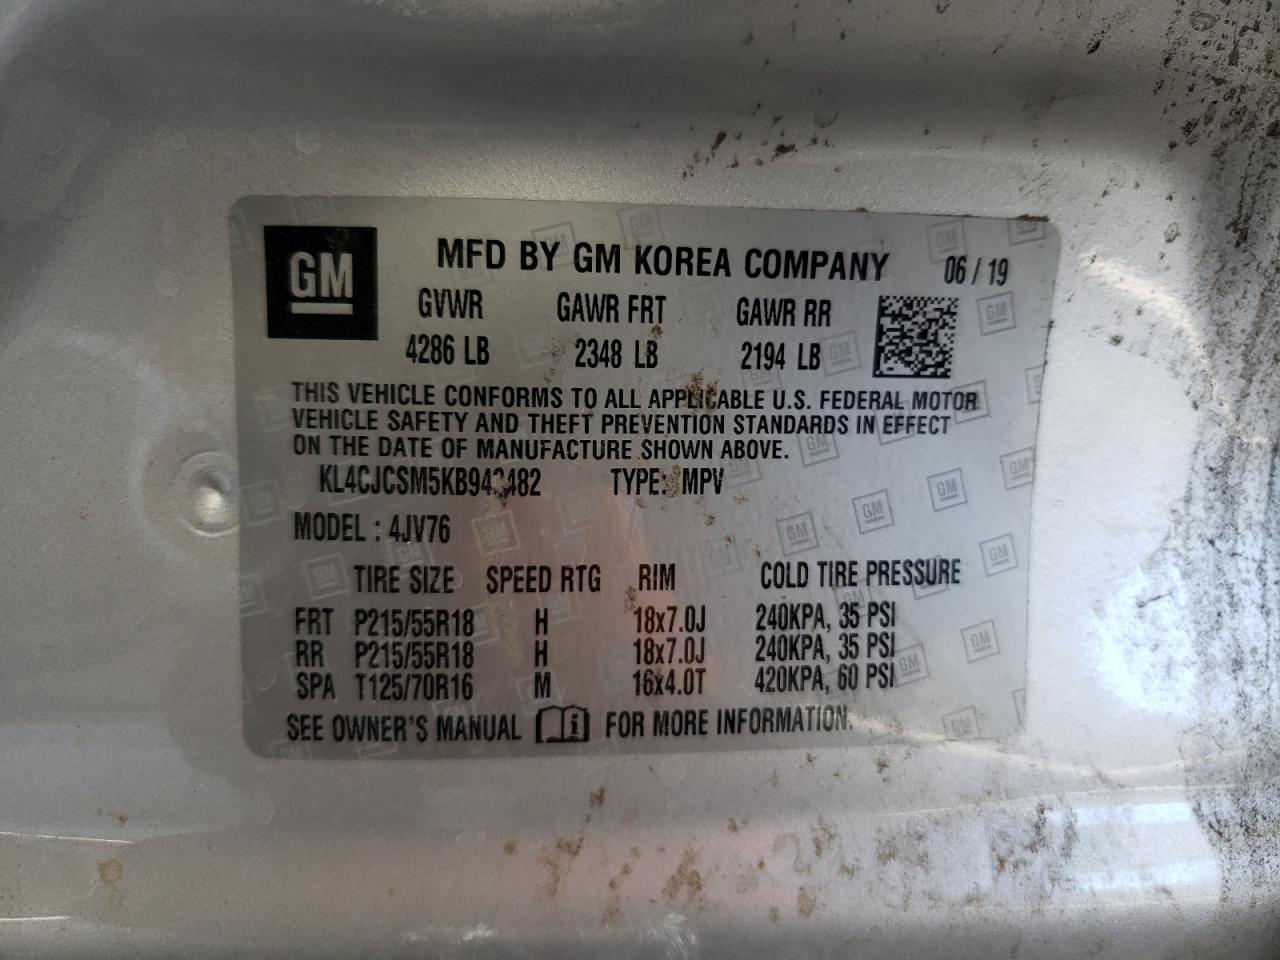 GM
MFD BY GM KOREA COMPANY 06 / 19
GVWR GAWR FRT GAWR RR
4286 LB 2348 LB 2194 LB
THIS VEHICLE CONFORMS TO ALL APPLICABLE U.S. FEDERAL MOTOR
VEHICLE SAFETY AND THEFT PREVENTION STANDARDS IN EFFECT
ON THE DATE OF MANUFACTURE SHOWN ABOVE.
KL4CJCSM5KB943482 TYPE: MPV
MODEL : 4JV76
TIRE SIZE SPEED RTG RIM COLD TIRE PRESSURE
FRT P215/55R18 H 18x7.0J 240KPA, 35 PSI
RR P215/55R18 H 18x7.0J 240KPA, 35 PSI
SPA T125/70R16 M 16x4.0T 420KPA, 60 PSI
SEE OWNER'S MANUAL i FOR MORE INFORMATION.